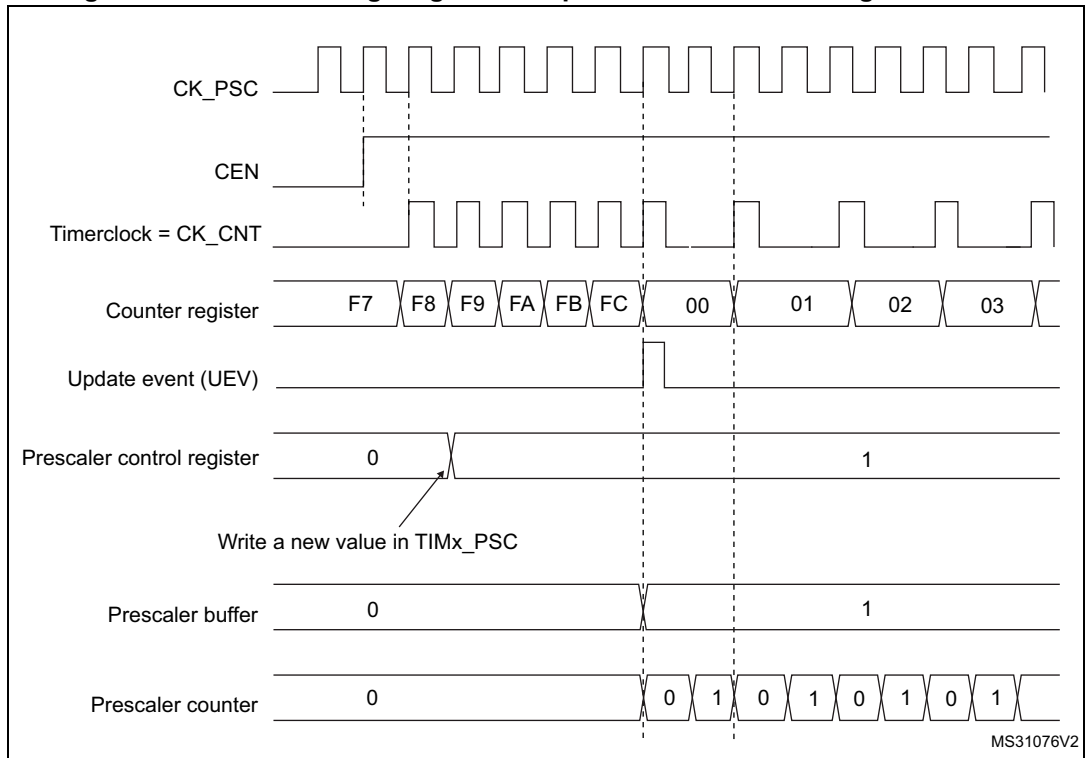 CK_PSC
CEN
Timerclock = CK_CNT
Counter register F7 F8 F9 FA FB FC 00 01 02 03
Update event (UEV)
Prescaler control register 0 1
Write a new value in TIMx_PSC
Prescaler buffer 0 1
Prescaler counter 0 0 1 0 1 0 1 0 1
MS31076V2